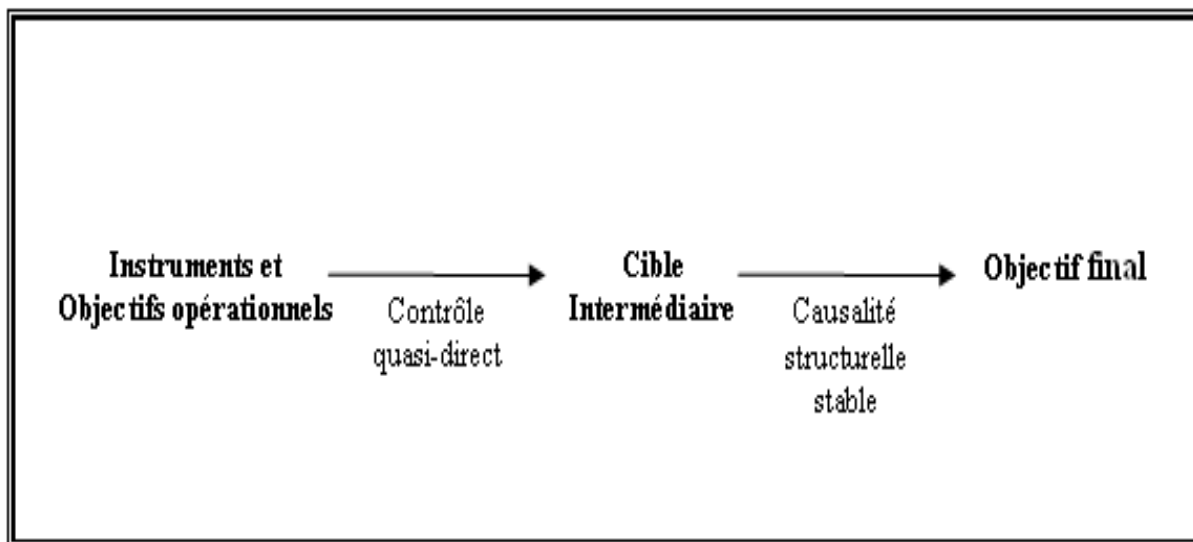 Instruments et
Objectifs opérationnels
Contrôle
quasi-direct
Cible
Intermédiaire
Causalité
structurelle
stable
Objectif final